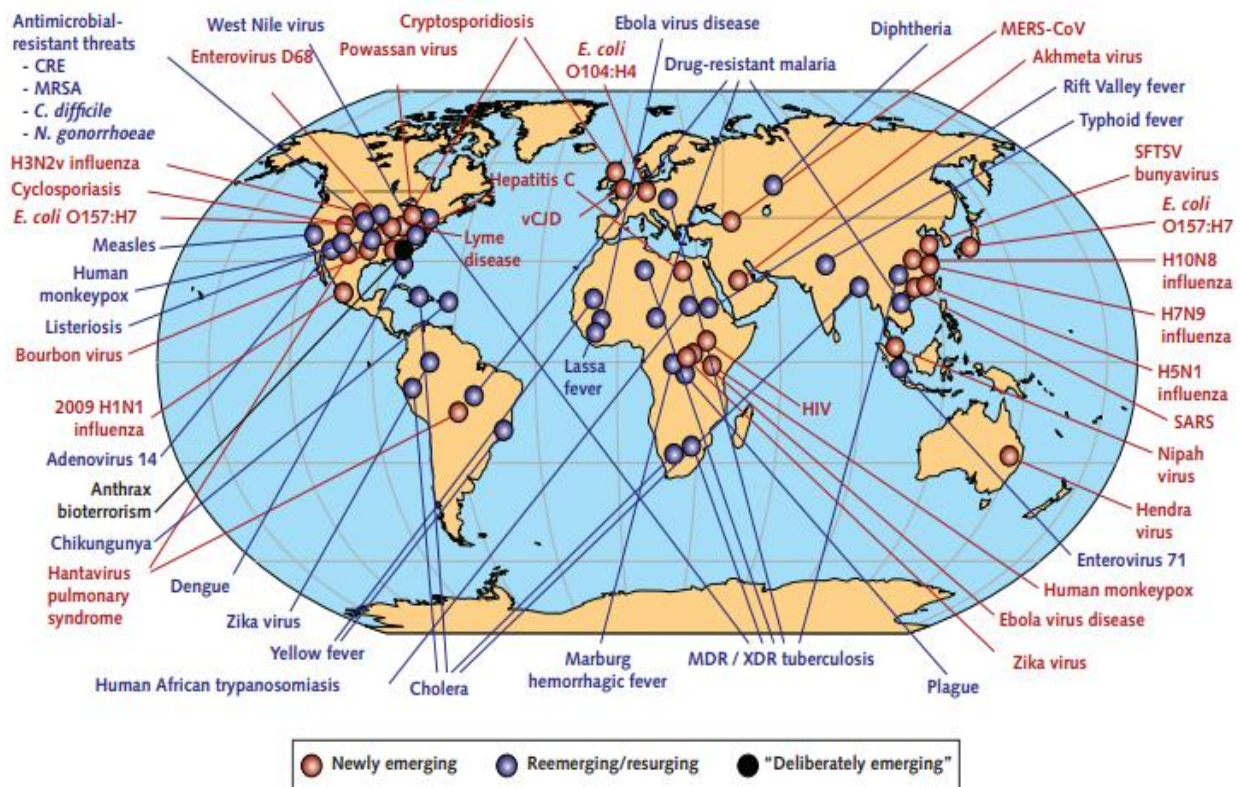 Antimicrobial-
resistant threats
- CRE
- MRSA
- C. difficile
- N. gonorrhoeae
West Nile virus
Enterovirus D68
Cryptosporidiosis
Powassan virus
E. coli
O104:H4
Ebola virus disease
Drug-resistant malaria
Diphtheria
MERS-CoV
Akhmeta virus
Rift Valley fever
Typhoid fever
SFTSV
bunyavirus
E. coli
O157:H7
H10N8
influenza
H7N9
influenza
H5N1
influenza
SARS
Nipah
virus
Hendra
virus
Enterovirus 71
Human monkeypox
Ebola virus disease
Zika virus
Plague
MDR / XDR tuberculosis
Marburg
hemorrhagic fever
Cholera
Human African trypanosomiasis
Yellow fever
Zika virus
Dengue
Hantavirus
pulmonary
syndrome
Chikungunya
Anthrax
bioterrorism
Adenovirus 14
2009 H1N1
influenza
Bourbon virus
Listeriosis
Human
monkeypox
Measles
E. coli O157:H7
Cyclosporiasis
H3N2v influenza
Lyme
disease
Hepatitis C
vCJD
Lassa
fever
HIV
Newly emerging
Reemerging/resurging
"Deliberately emerging"